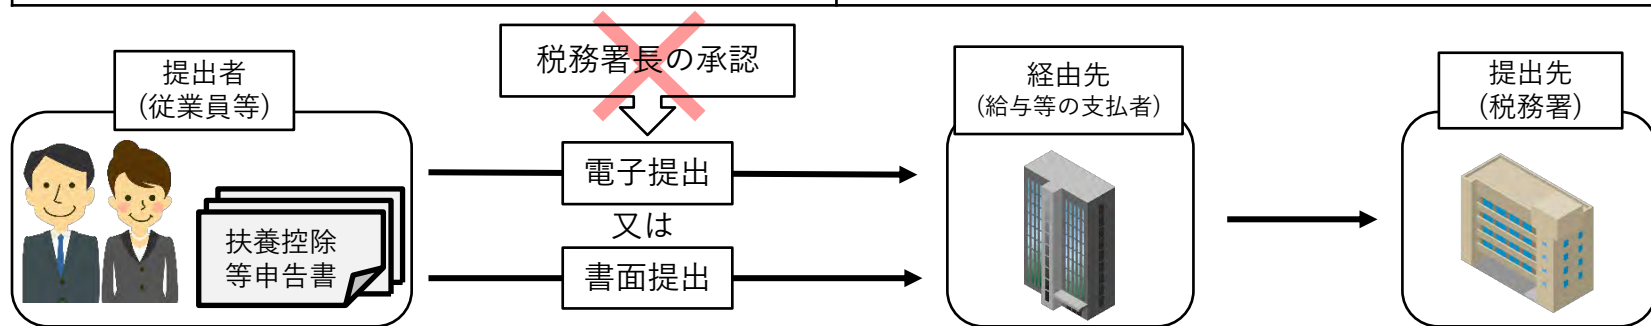 税務署長の承認
提出者
(従業員等)
経由先
(給与等の支払者)
提出先
(税務署)
電子提出
又は
扶養控除
等申告書
書面提出